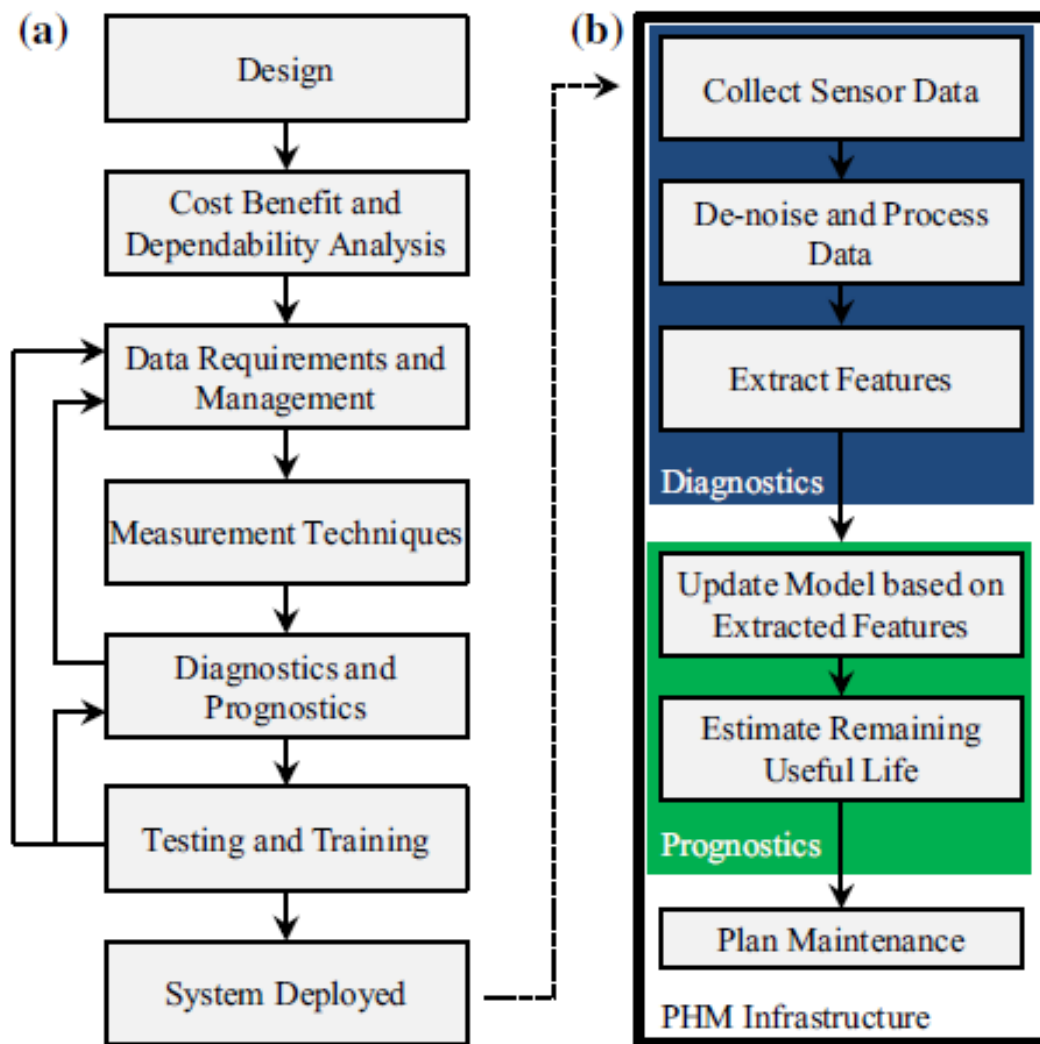 (a)
Design
Cost Benefit and
Dependability Analysis
Data Requirements and
Management
Measurement Techniques
Diagnostics and
Prognostics
Testing and Training
System Deployed
(b)
Collect Sensor Data
De-noise and Process
Data
Extract Features
Diagnostics
Update Model based on
Extracted Features
Estimate Remaining
Useful Life
Prognostics
Plan Maintenance
PHM Infrastructure